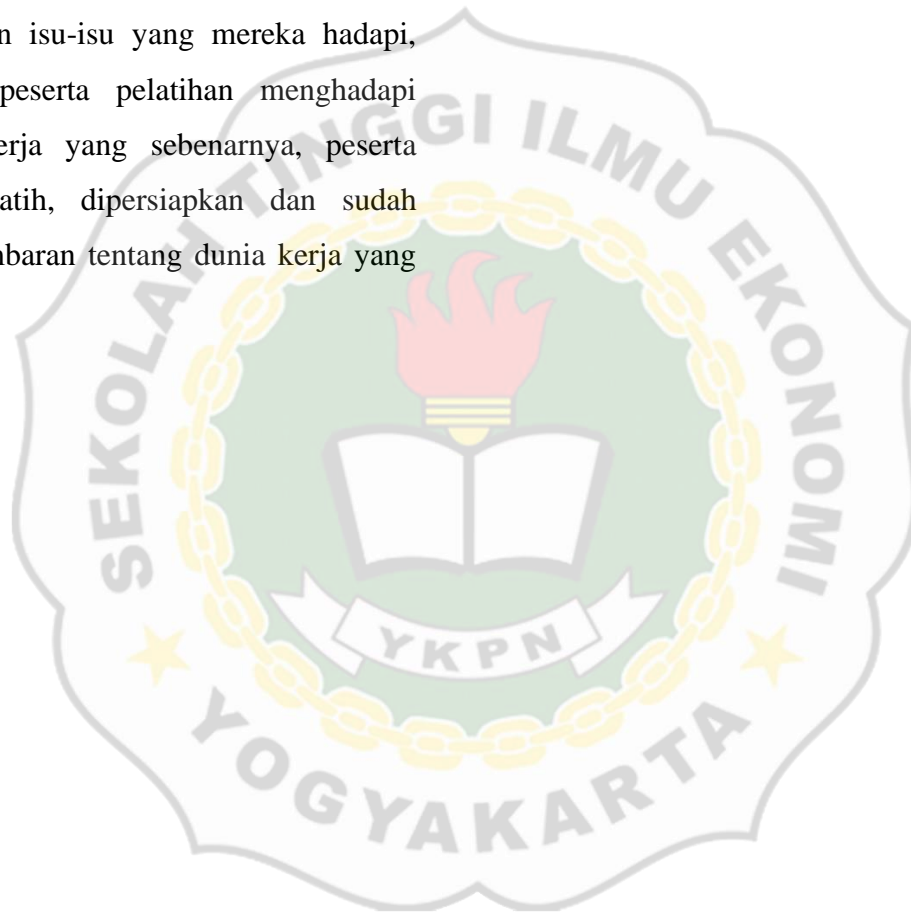 n isu-isu yang mereka hadapi,
peserta pelatihan menghadapi
erja yang sebenarnya, peserta
atih, dipersiapkan dan sudah
baran tentang dunia kerja yang
SEKOLAH TINGGI ILMU EKONOMI
YKPN
YOGYAKARTA